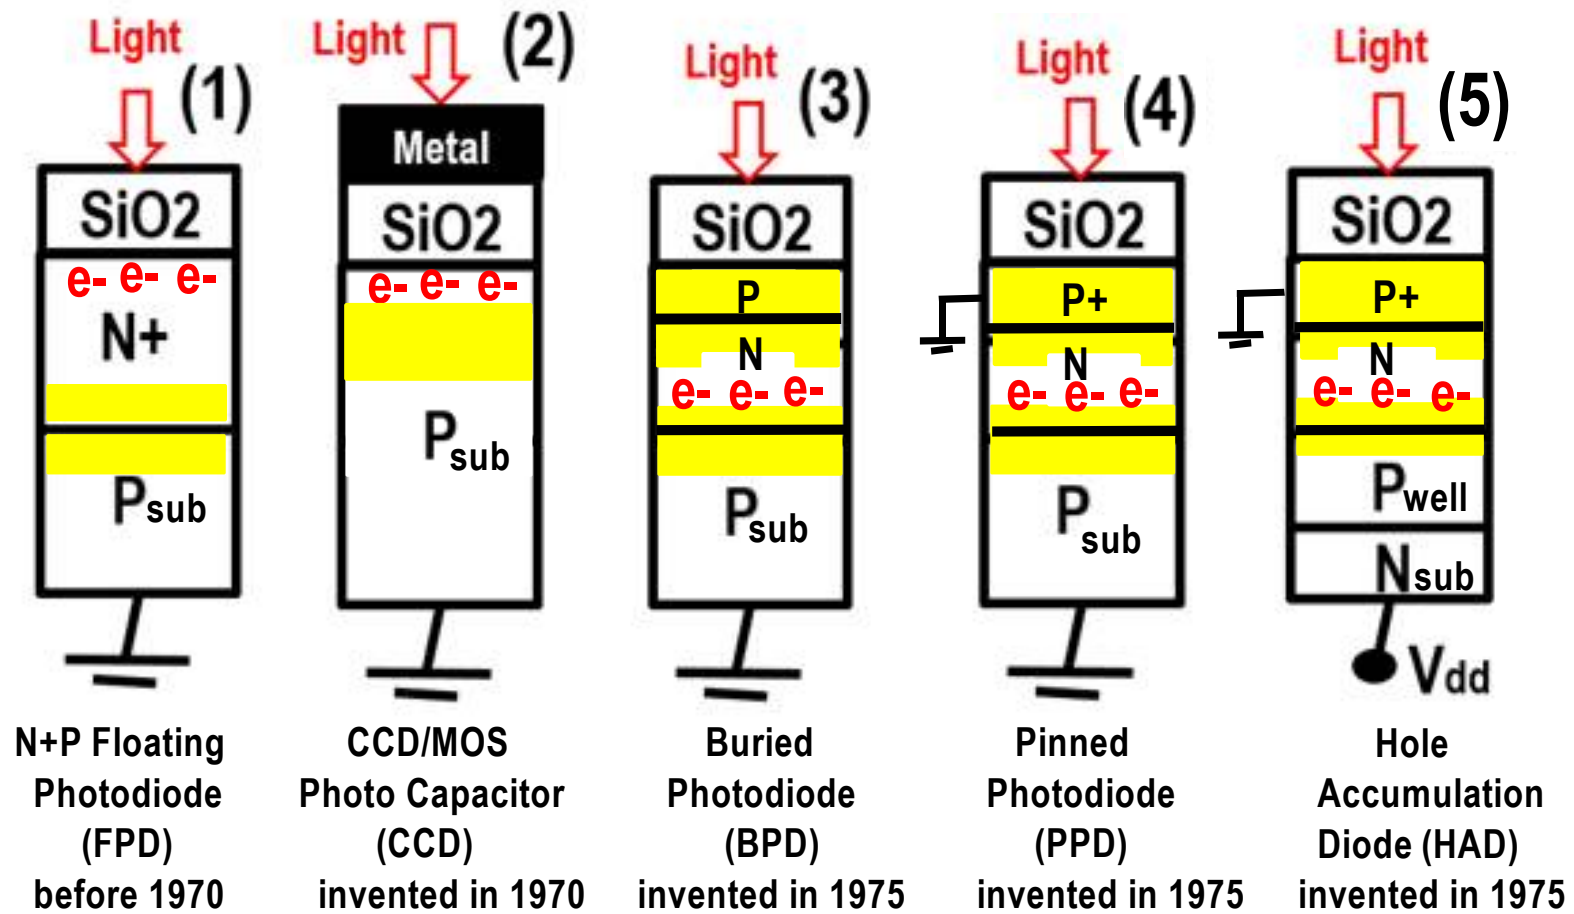 Light
(1)
SiO2
e- e- e-
N+
Psub
N+P Floating
Photodiode
(FPD)
before 1970
Light
(2)
Metal
SiO2
e- e- e-
Psub
CCD/MOS
Photo Capacitor
(CCD)
invented in 1970
Light
(3)
SiO2
P
N
e- e- e-
Psub
Buried
Photodiode
(BPD)
invented in 1975
Light
(4)
SiO2
P+
N
e- e- e-
Psub
Pinned
Photodiode
(PPD)
invented in 1975
Light
(5)
SiO2
P+
N
e- e- e-
Pwell
Nsub
Vdd
Hole
Accumulation
Diode (HAD)
invented in 1975